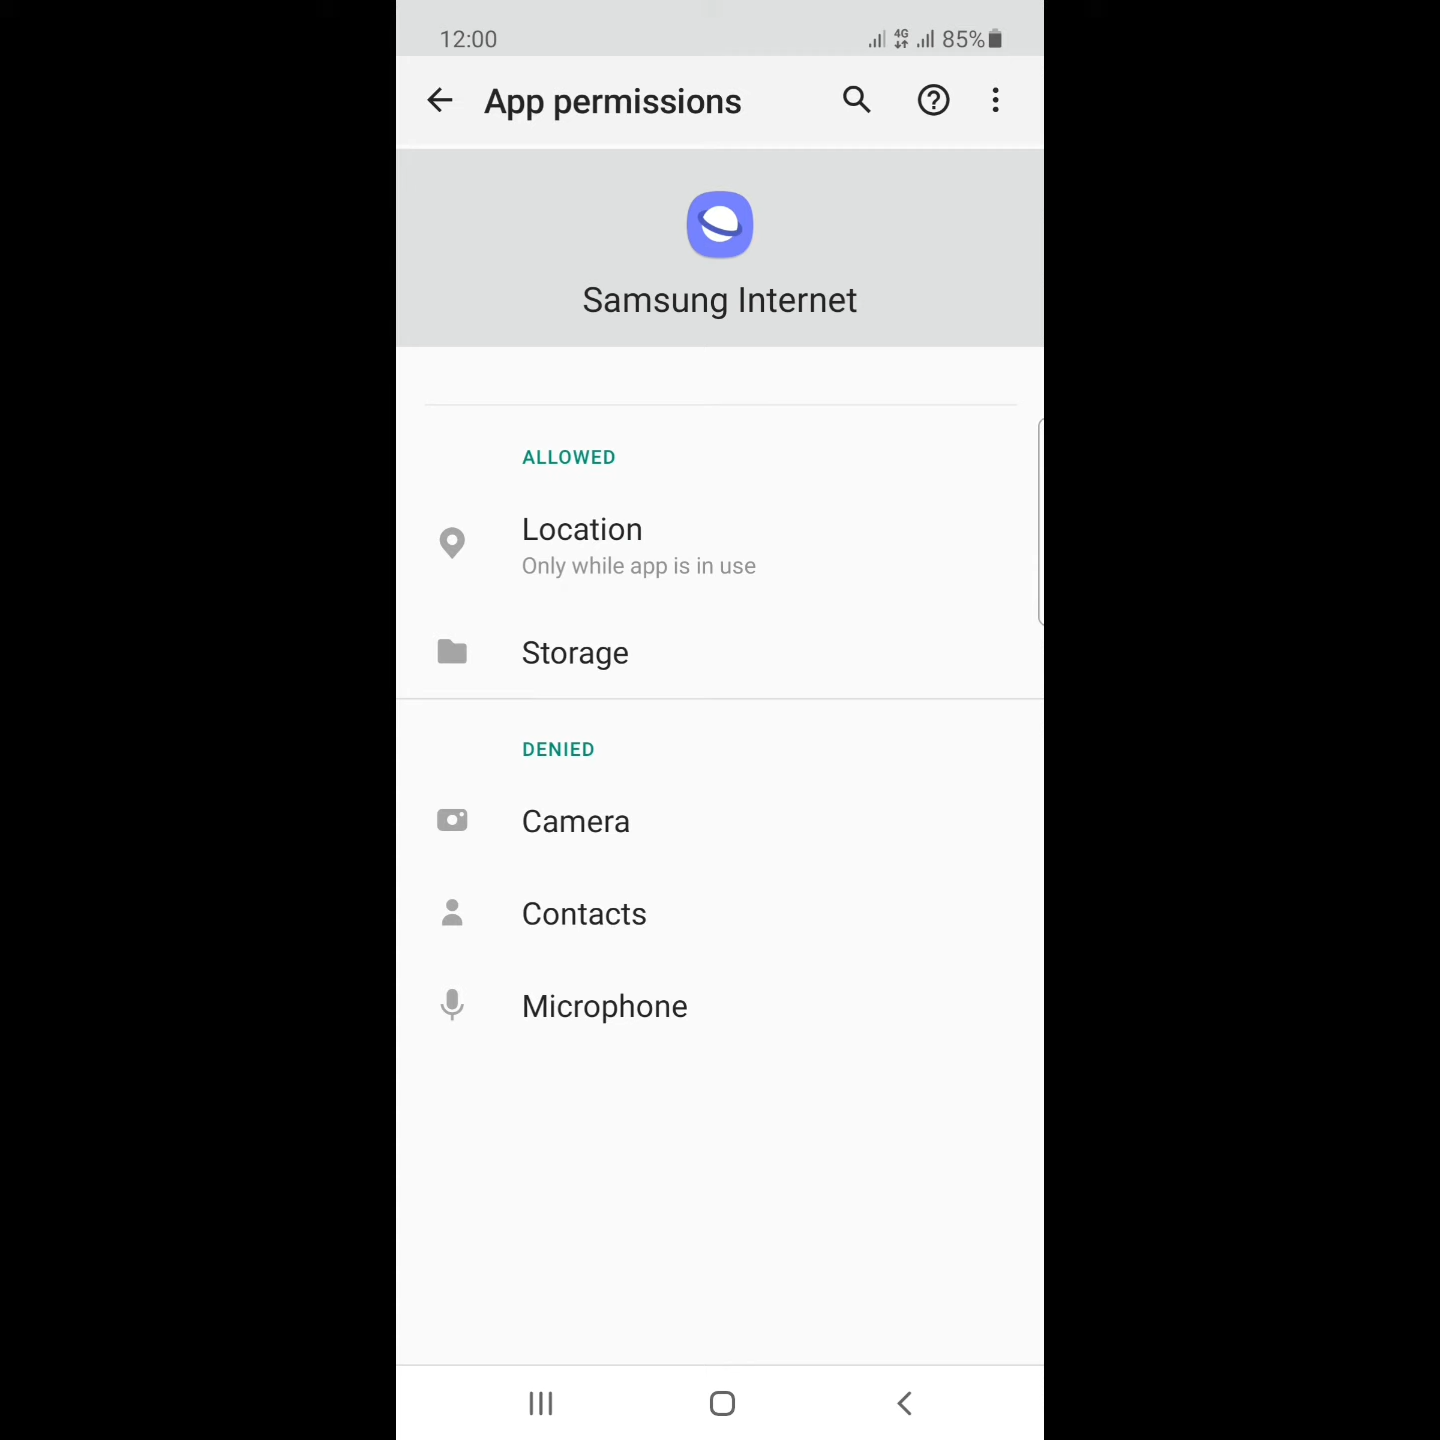 12:00 4G 85%
App permissions
Samsung Internet
ALLOWED
Location
Only while app is in use
Storage
DENIED
Camera
Contacts
Microphone